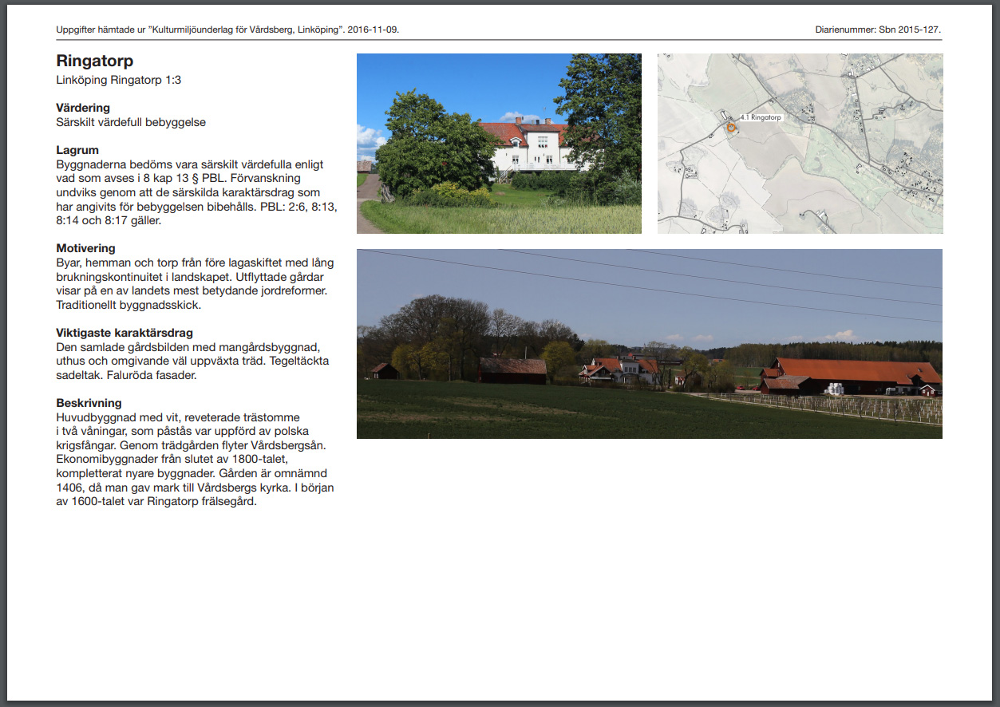 Uppgifter hämtade ur ”Kulturmiljöunderlag för Vårdsberg, Linköping”. 2016-11-09.
Diarienummer: Sbn 2015-127.
Ringatorp
Linköping Ringatorp 1:3
Värdering
Särskilt värdefull bebyggelse
Lagrum
Byggnaderna bedöms vara särskilt värdefulla enligt
vad som avses i 8 kap 13 § PBL. Förvanskning
undviks genom att de särskilda karaktärsdrag som
har angivits för bebyggelsen bibehålls. PBL: 2:6, 8:13,
8:14 och 8:17 gäller.
Motivering
Byar, hemman och torp från före lagaskiftet med lång
brukningskontinuitet i landskapet. Utflyttade gårdar
visar på en av landets mest betydande jordreformer.
Traditionellt byggnadsskick.
Viktigaste karaktärsdrag
Den samlade gårdsbilden med mangårdsbyggnad,
uthus och omgivande väl uppväxta träd. Tegeltäckta
sadeltak. Faluröda fasader.
Beskrivning
Huvudbyggnad med vit, reveterade trästomme
i två våningar, som påstås var uppförd av polska
krigsfångar. Genom trädgården flyter Vårdsbergsån.
Ekonomibyggnader från slutet av 1800-talet,
kompletterat nyare byggnader. Gården är omnämnd
1406, då man gav mark till Vårdsbergs kyrka. I början
av 1600-talet var Ringatorp frälsegård.
4.1 Ringatorp